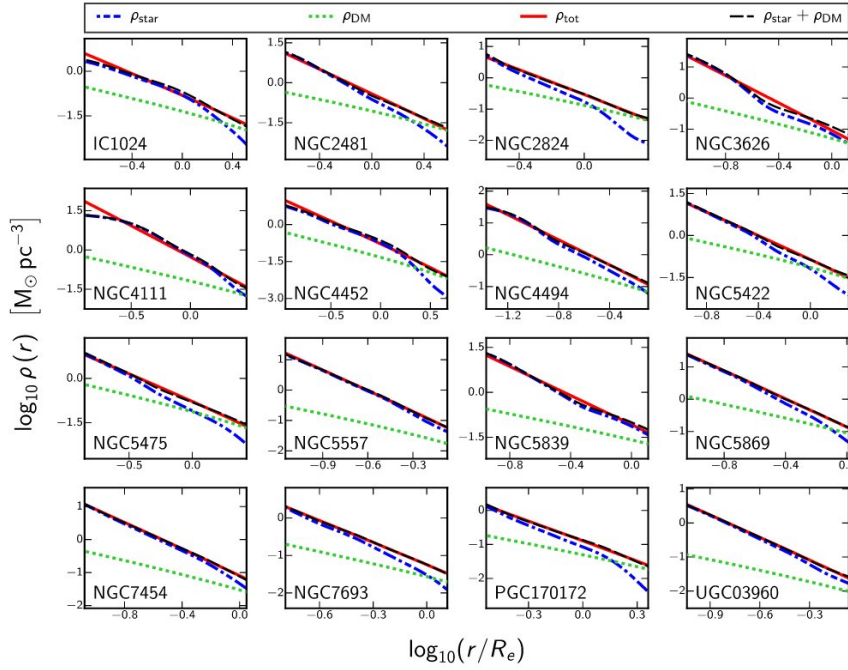 ρ_star ρ_DM ρ_tot ρ_star + ρ_DM
0.0 −1.5 IC1024 −0.4 0.0 0.4
1.5 0.0 −1.5 NGC2481 −0.4 0.0 0.4
0 −1 −2 NGC2824 −0.4 0.0
1 0 −1 NGC3626 −0.8 −0.4 0.0
1.5 0.0 −1.5 NGC4111 −0.5 0.0
0.0 −1.5 −3.0 NGC4452 −0.5 0.0 0.5
1 0 −1 NGC4494 −1.2 −0.9 −0.6 −0.3
1.5 0.0 −1.5 NGC5422 −0.8 −0.4 0.0
0.0 −1.5 NGC5475 −0.5 0.0
1 0 −1 −2 NGC5557 −0.9 −0.6 −0.3
1.5 0.0 −1.5 NGC5839 −0.8 −0.4 0.0
1 0 −1 NGC5869 −0.8 −0.4 0.0
1 0 −1 −2 NGC7454 −0.8 −0.4 0.0
0 −1 −2 NGC7693 −0.6 −0.3 0.0
0 −1 −2 PGC170172 −0.3 0.0 0.3
1 0 −1 −2 UGC03960 −0.9 −0.6 −0.3
log₁₀ ρ(r) [M⊙ pc⁻³]
log₁₀(r/Rₑ)